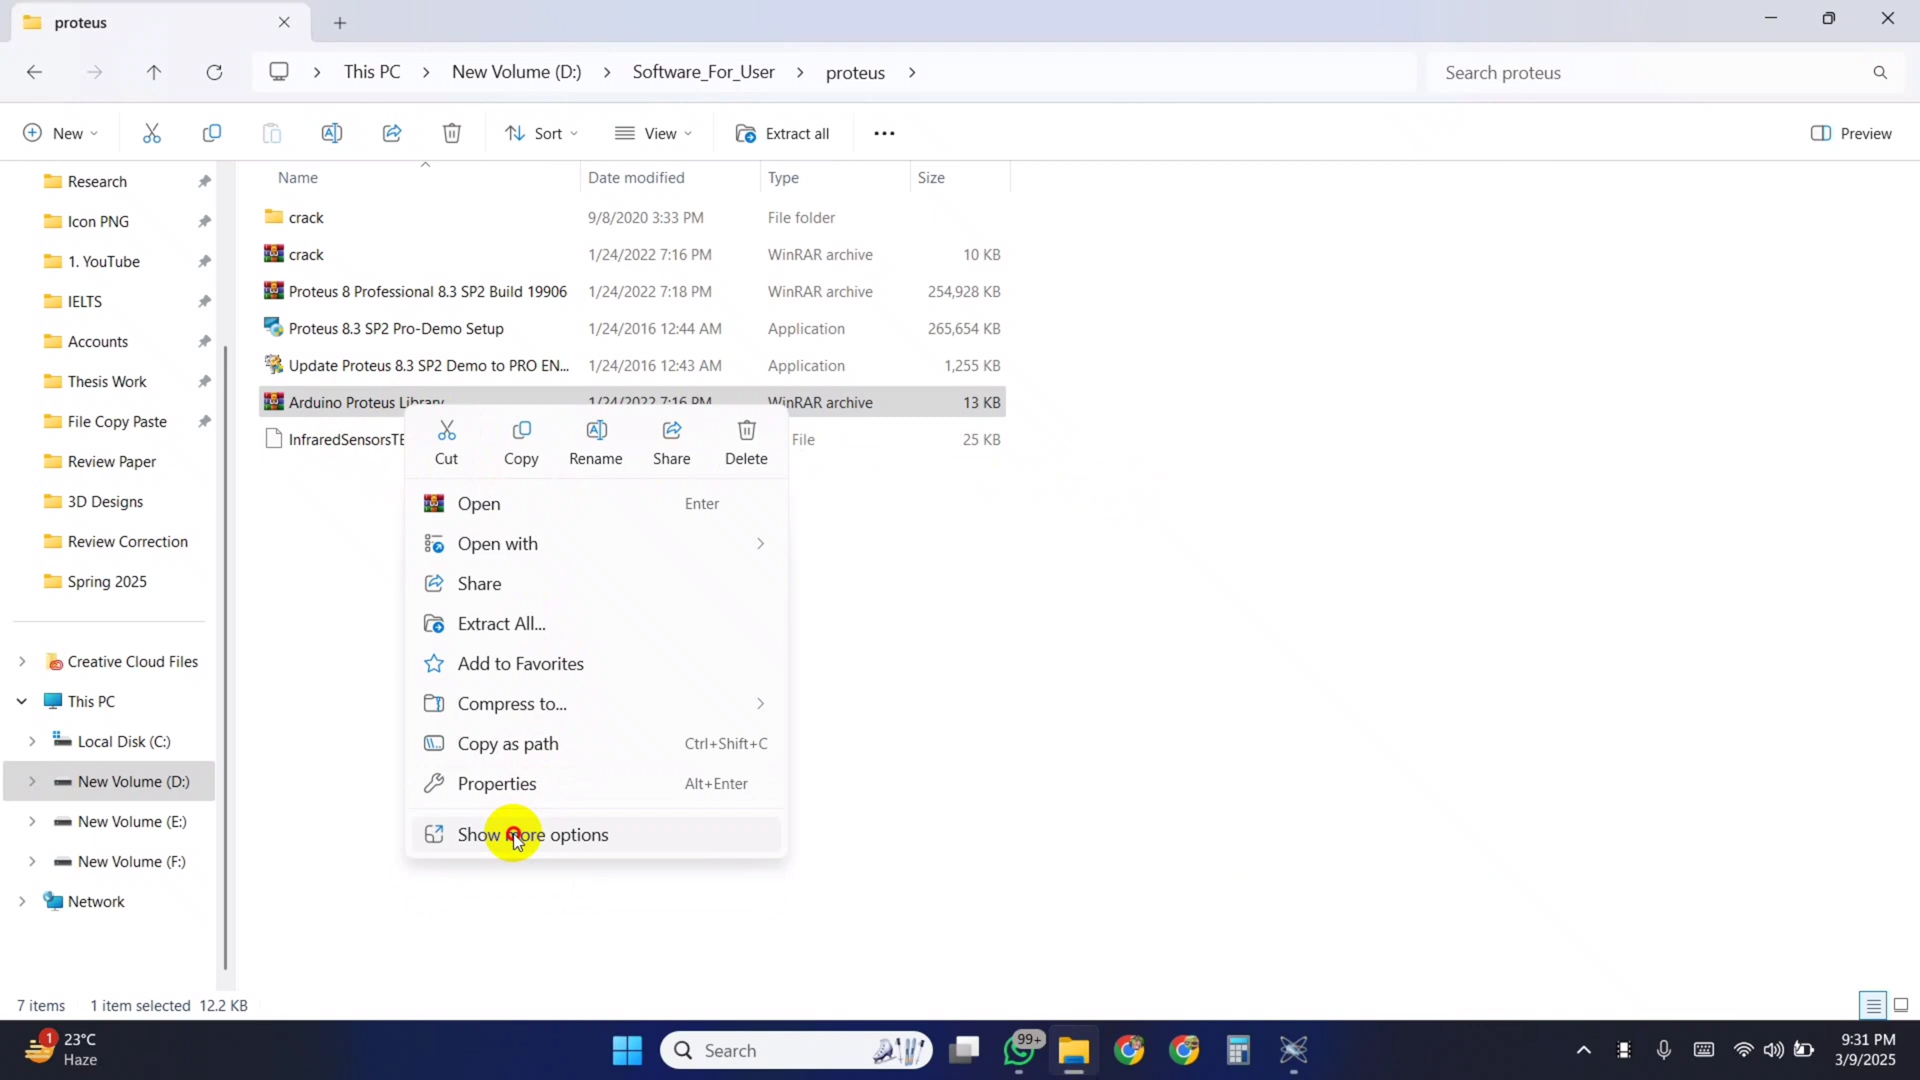 proteus
This PC > New Volume (D:) > Software_For_User > proteus >
Search proteus
New
Sort
View
Extract all
Preview
Name Date modified Type Size
crack 9/8/2020 3:33 PM File folder
crack 1/24/2022 7:16 PM WinRAR archive 10 KB
Proteus 8 Professional 8.3 SP2 Build 19906 1/24/2022 7:18 PM WinRAR archive 254,928 KB
Proteus 8.3 SP2 Pro-Demo Setup 1/24/2016 12:44 AM Application 265,654 KB
Update Proteus 8.3 SP2 Demo to PRO EN... 1/24/2016 12:43 AM Application 1,255 KB
Arduino Proteus Library 1/24/2022 7:16 PM WinRAR archive 13 KB
InfraredSensorsTE File 25 KB
Research
Icon PNG
1. YouTube
IELTS
Accounts
Thesis Work
File Copy Paste
Review Paper
3D Designs
Review Correction
Spring 2025
Creative Cloud Files
This PC
Local Disk (C:)
New Volume (D:)
New Volume (E:)
New Volume (F:)
Network
Cut Copy Rename Share Delete
Open Enter
Open with
Share
Extract All...
Add to Favorites
Compress to...
Copy as path Ctrl+Shift+C
Properties Alt+Enter
Show more options
7 items 1 item selected 12.2 KB
1
23°C
Haze
Search
99+
9:31 PM
3/9/2025